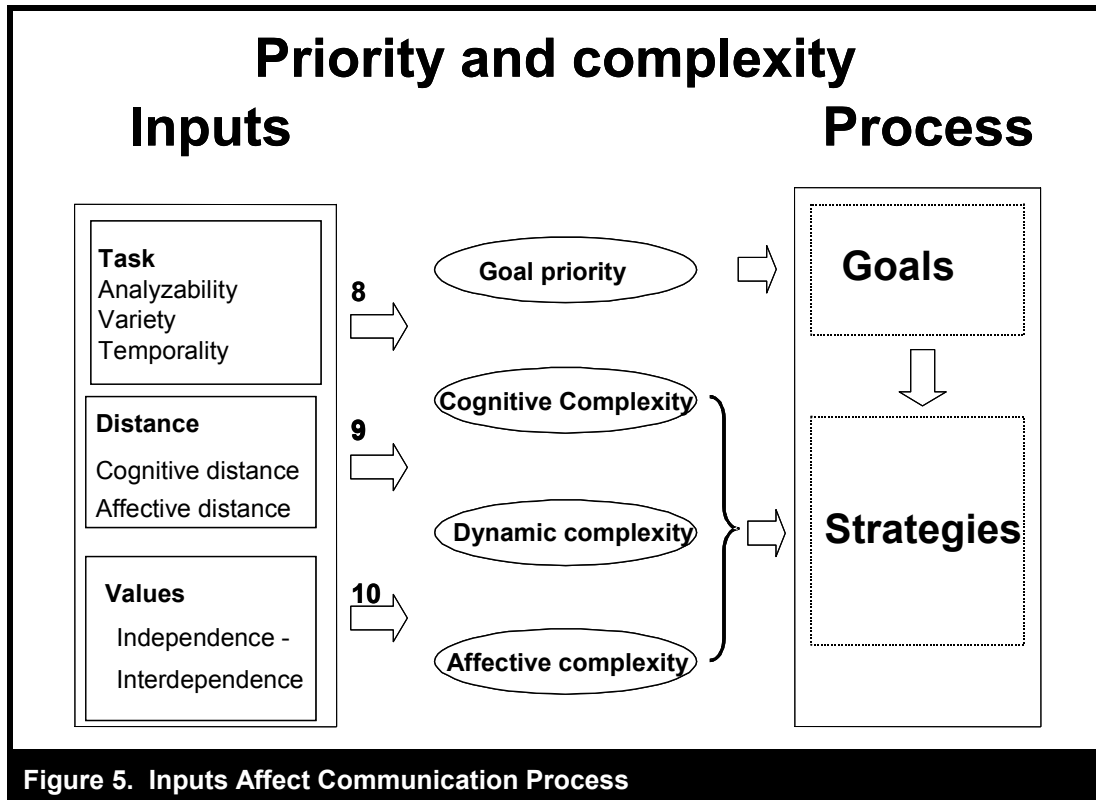 Priority and complexity
Inputs
Process
Task
Analyzability
Variety
Temporality
8
Goal priority
Goals
Distance
Cognitive distance
Affective distance
9
Cognitive Complexity
Dynamic complexity
Strategies
Values
Independence -
Interdependence
10
Affective complexity
Figure 5. Inputs Affect Communication Process